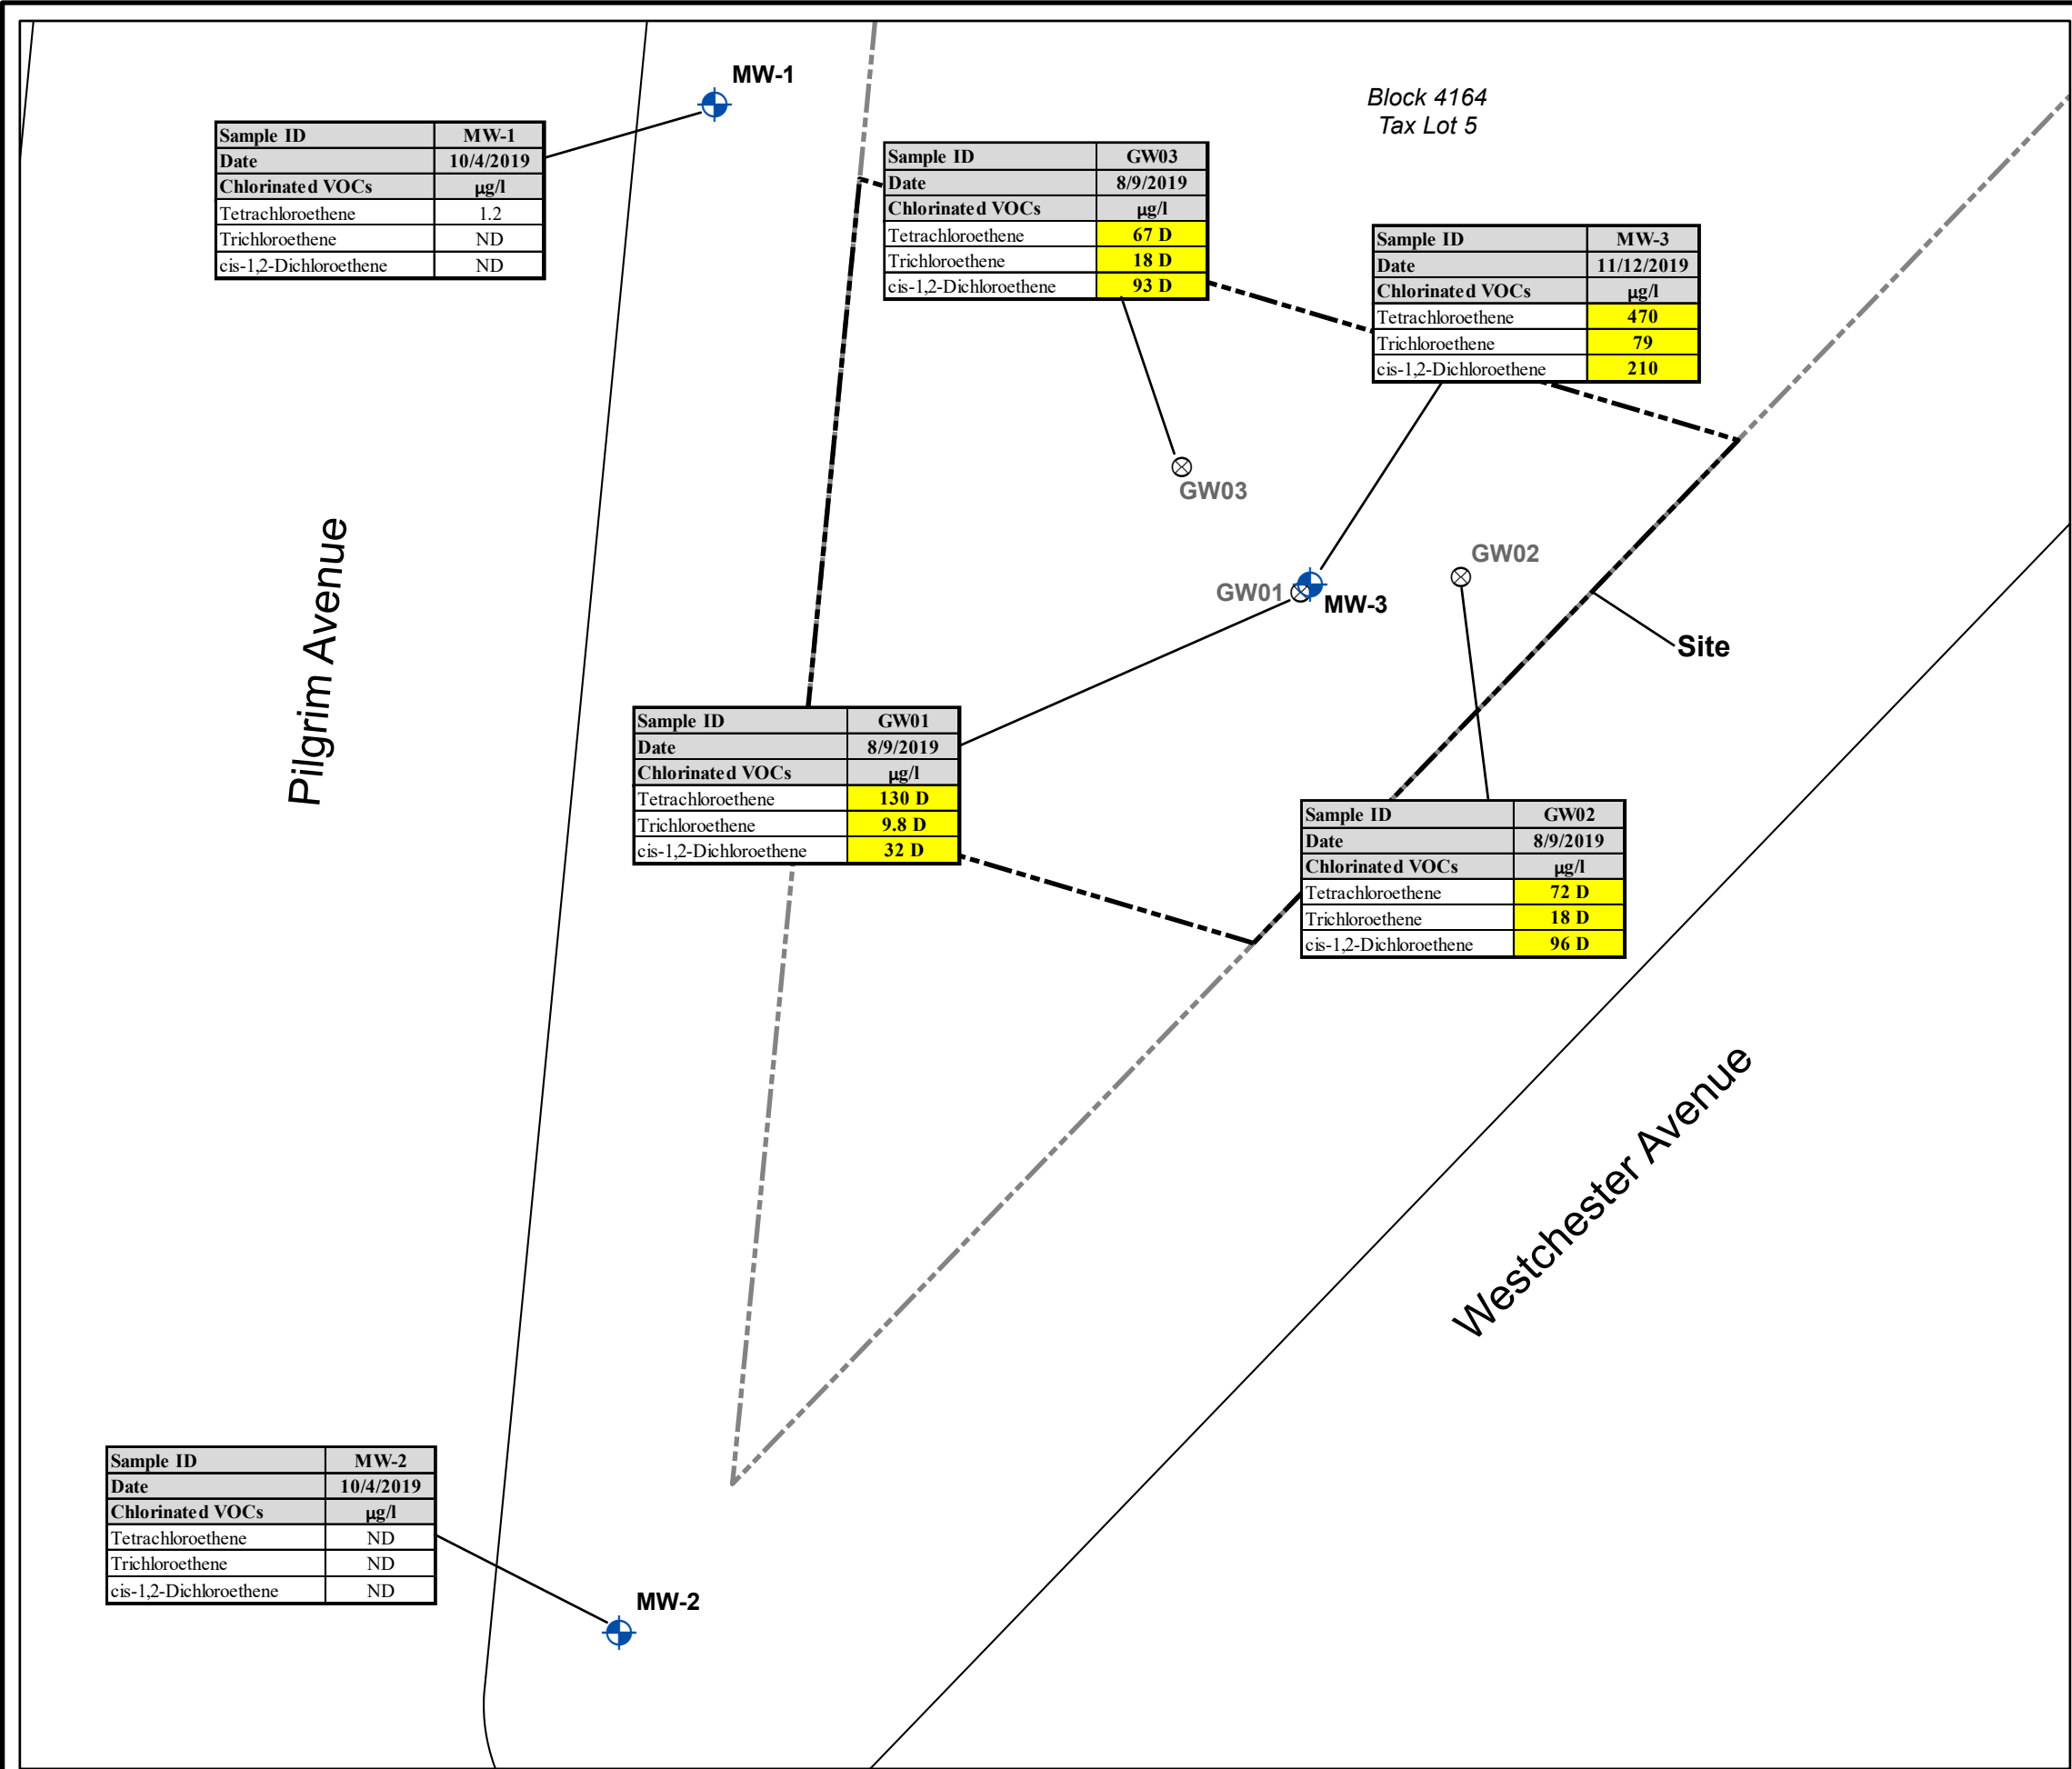 MW-1
Block 4164
Tax Lot 5
Sample ID MW-1
Date 10/4/2019
Chlorinated VOCs µg/l
Tetrachloroethene 1.2
Trichloroethene ND
cis-1,2-Dichloroethene ND
Sample ID GW03
Date 8/9/2019
Chlorinated VOCs µg/l
Tetrachloroethene 67 D
Trichloroethene 18 D
cis-1,2-Dichloroethene 93 D
Sample ID MW-3
Date 11/12/2019
Chlorinated VOCs µg/l
Tetrachloroethene 470
Trichloroethene 79
cis-1,2-Dichloroethene 210
GW03
GW02
GW01
MW-3
Site
Pilgrim Avenue
Sample ID GW01
Date 8/9/2019
Chlorinated VOCs µg/l
Tetrachloroethene 130 D
Trichloroethene 9.8 D
cis-1,2-Dichloroethene 32 D
Sample ID GW02
Date 8/9/2019
Chlorinated VOCs µg/l
Tetrachloroethene 72 D
Trichloroethene 18 D
cis-1,2-Dichloroethene 96 D
Westchester Avenue
Sample ID MW-2
Date 10/4/2019
Chlorinated VOCs µg/l
Tetrachloroethene ND
Trichloroethene ND
cis-1,2-Dichloroethene ND
MW-2